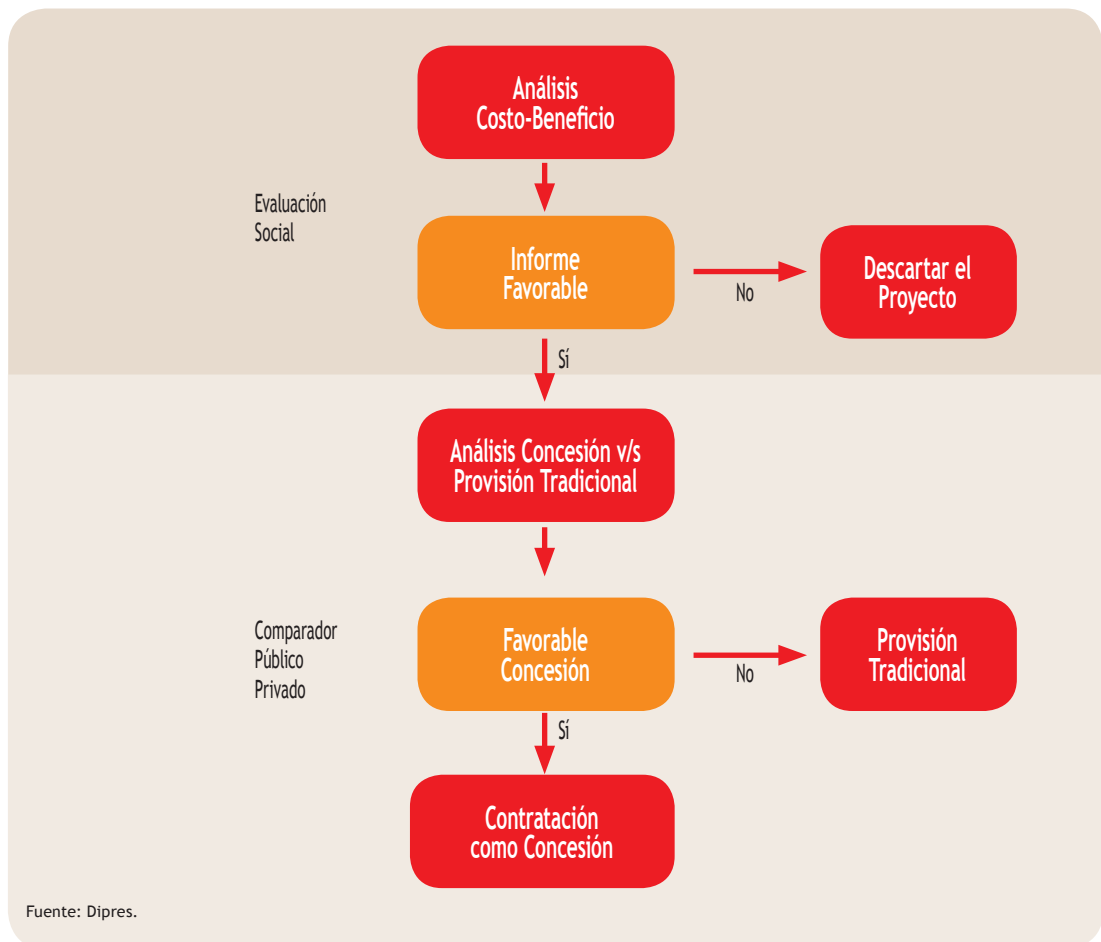 Análisis
Costo-Beneficio
Evaluación
Social
Informe
Favorable
No
Descartar el
Proyecto
Sí
Análisis Concesión v/s
Provisión Tradicional
Comparador
Público
Privado
Favorable
Concesión
No
Provisión
Tradicional
Sí
Contratación
como Concesión
Fuente: Dipres.